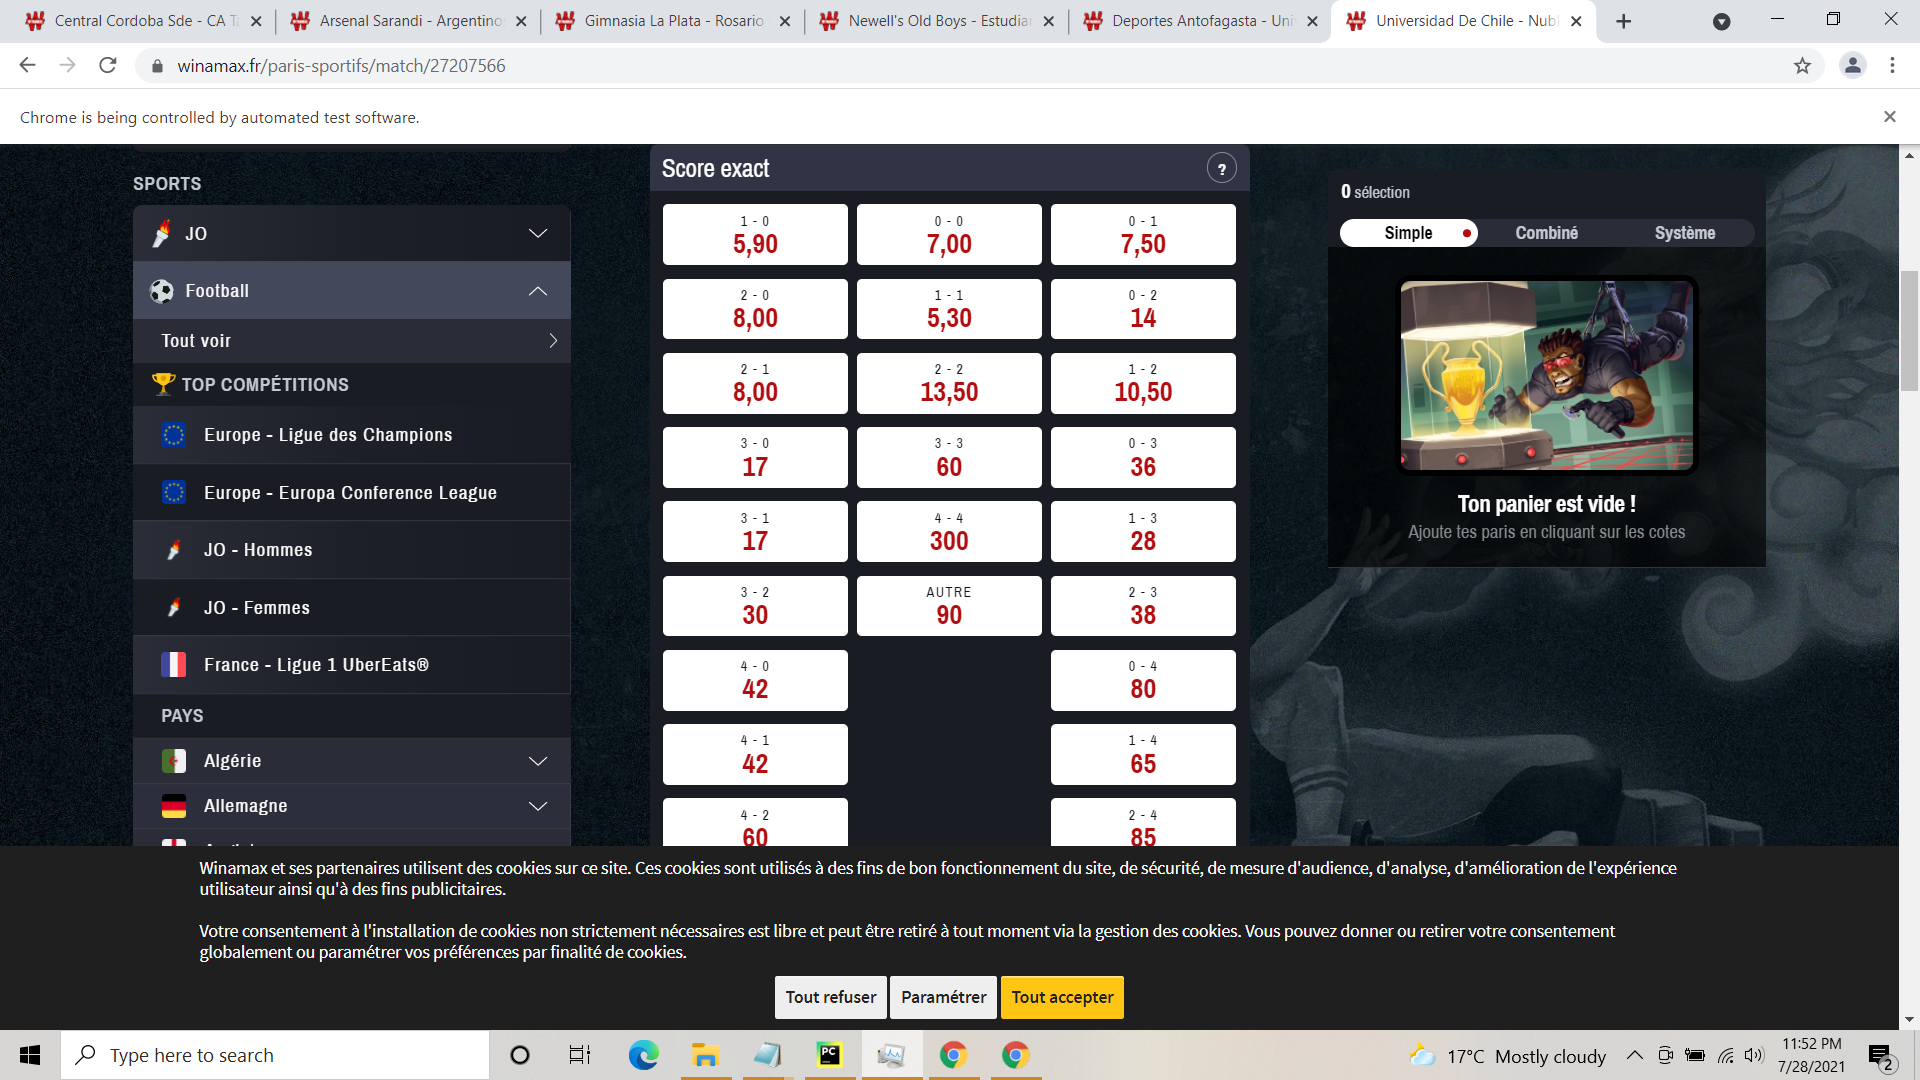 Central Cordoba Sde - CA Ta
Arsenal Sarandi - Argentino
Gimnasia La Plata - Rosario
Newell's Old Boys - Estudian
Deportes Antofagasta - Uni
Universidad De Chile - Nubl
winamax.fr/paris-sportifs/match/27207566
Chrome is being controlled by automated test software.
SPORTS
JO
Football
Tout voir
TOP COMPÉTITIONS
Europe - Ligue des Champions
Europe - Europa Conference League
JO - Hommes
JO - Femmes
France - Ligue 1 UberEats®
PAYS
Algérie
Allemagne
Score exact
?
1 - 0
5,90
0 - 0
7,00
0 - 1
7,50
2 - 0
8,00
1 - 1
5,30
0 - 2
14
2 - 1
8,00
2 - 2
13,50
1 - 2
10,50
3 - 0
17
3 - 3
60
0 - 3
36
3 - 1
17
4 - 4
300
1 - 3
28
3 - 2
30
AUTRE
90
2 - 3
38
4 - 0
42
0 - 4
80
4 - 1
42
1 - 4
65
4 - 2
60
2 - 4
85
0 sélection
Simple
Combiné
Système
Ton panier est vide !
Ajoute tes paris en cliquant sur les cotes
Winamax et ses partenaires utilisent des cookies sur ce site. Ces cookies sont utilisés à des fins de bon fonctionnement du site, de sécurité, de mesure d'audience, d'analyse, d'amélioration de l'expérience
utilisateur ainsi qu'à des fins publicitaires.
Votre consentement à l'installation de cookies non strictement nécessaires est libre et peut être retiré à tout moment via la gestion des cookies. Vous pouvez donner ou retirer votre consentement
globalement ou paramétrer vos préférences par finalité de cookies.
Tout refuser
Paramétrer
Tout accepter
Type here to search
PC
17°C Mostly cloudy
11:52 PM
7/28/2021
2